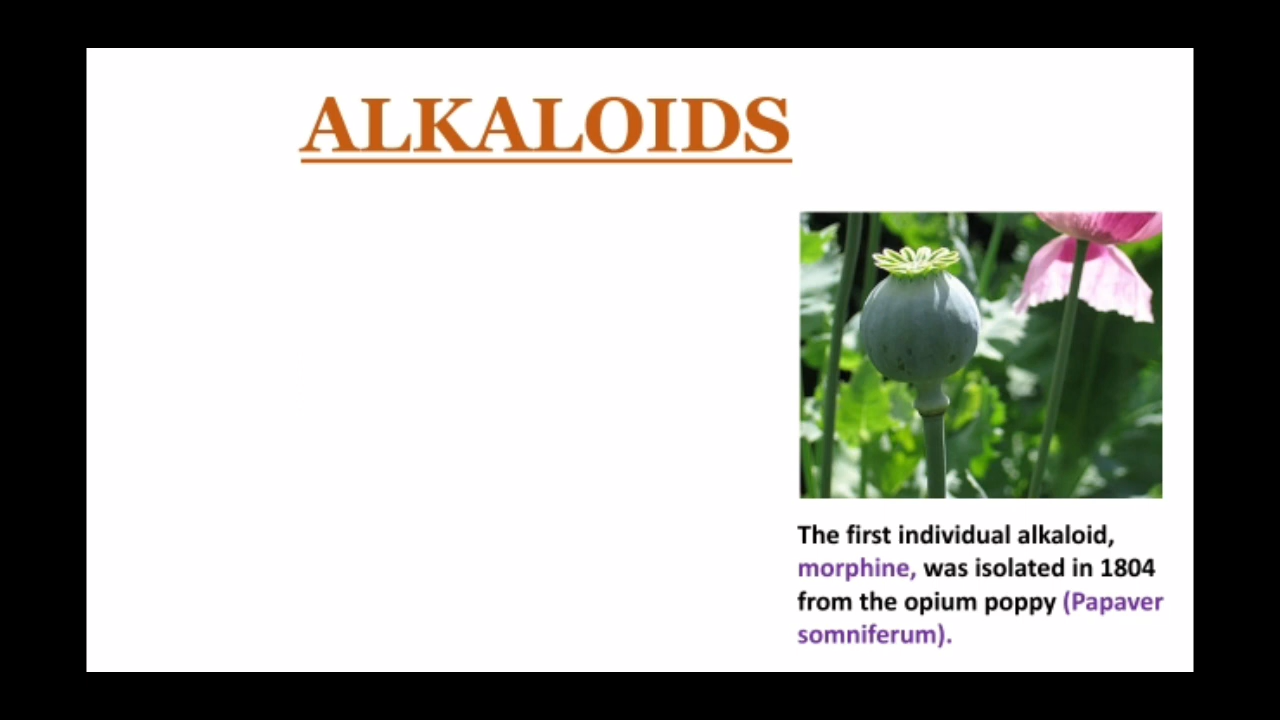 ALKALOIDS
The first individual alkaloid,
morphine, was isolated in 1804
from the opium poppy (Papaver
somniferum).